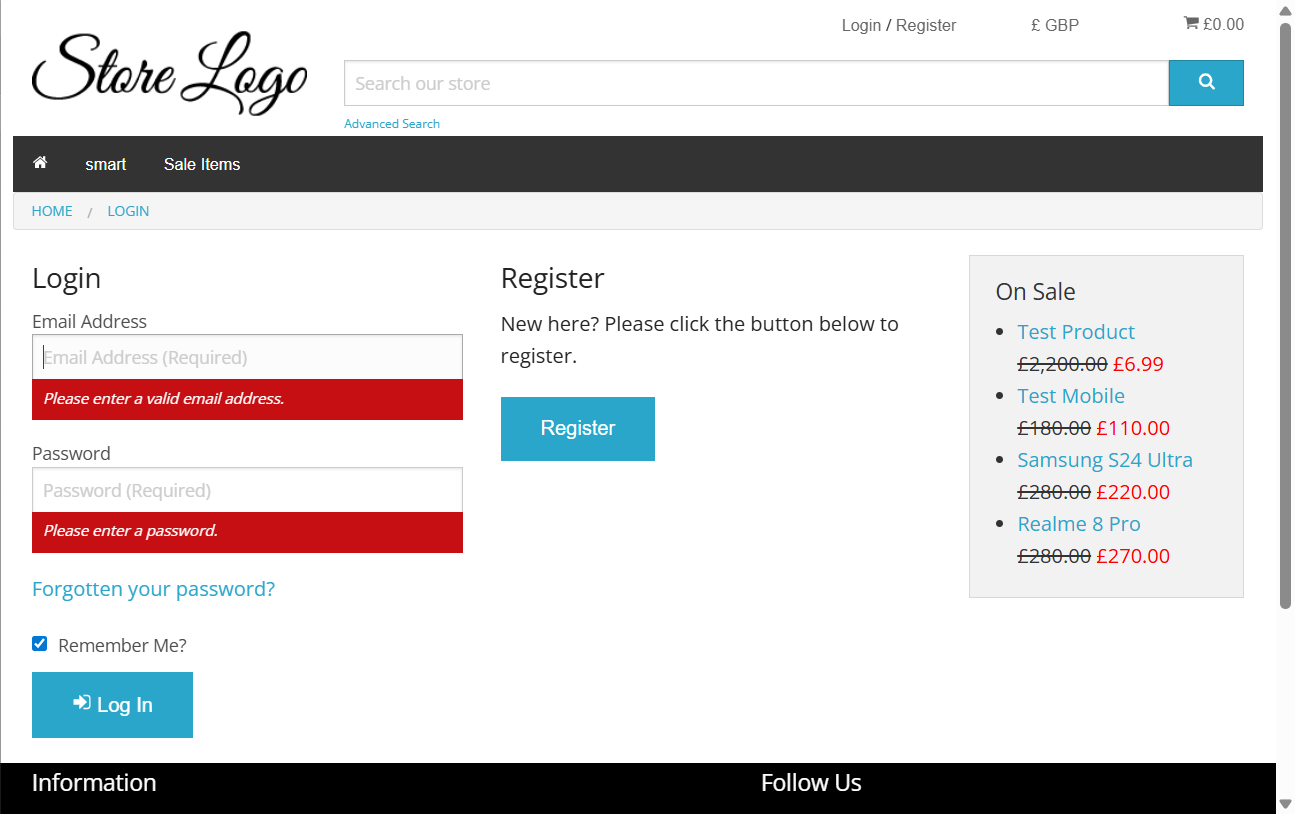 Login / Register
£ GBP
£0.00
Store Logo
Search our store
Advanced Search
smart
Sale Items
HOME / LOGIN
Login
Email Address
Email Address (Required)
Please enter a valid email address.
Password
Password (Required)
Please enter a password.
Forgotten your password?
Remember Me?
Log In
Register
New here? Please click the button below to
register.
Register
On Sale
Test Product
£2,200.00 £6.99
Test Mobile
£180.00 £110.00
Samsung S24 Ultra
£280.00 £220.00
Realme 8 Pro
£280.00 £270.00
Information
Follow Us